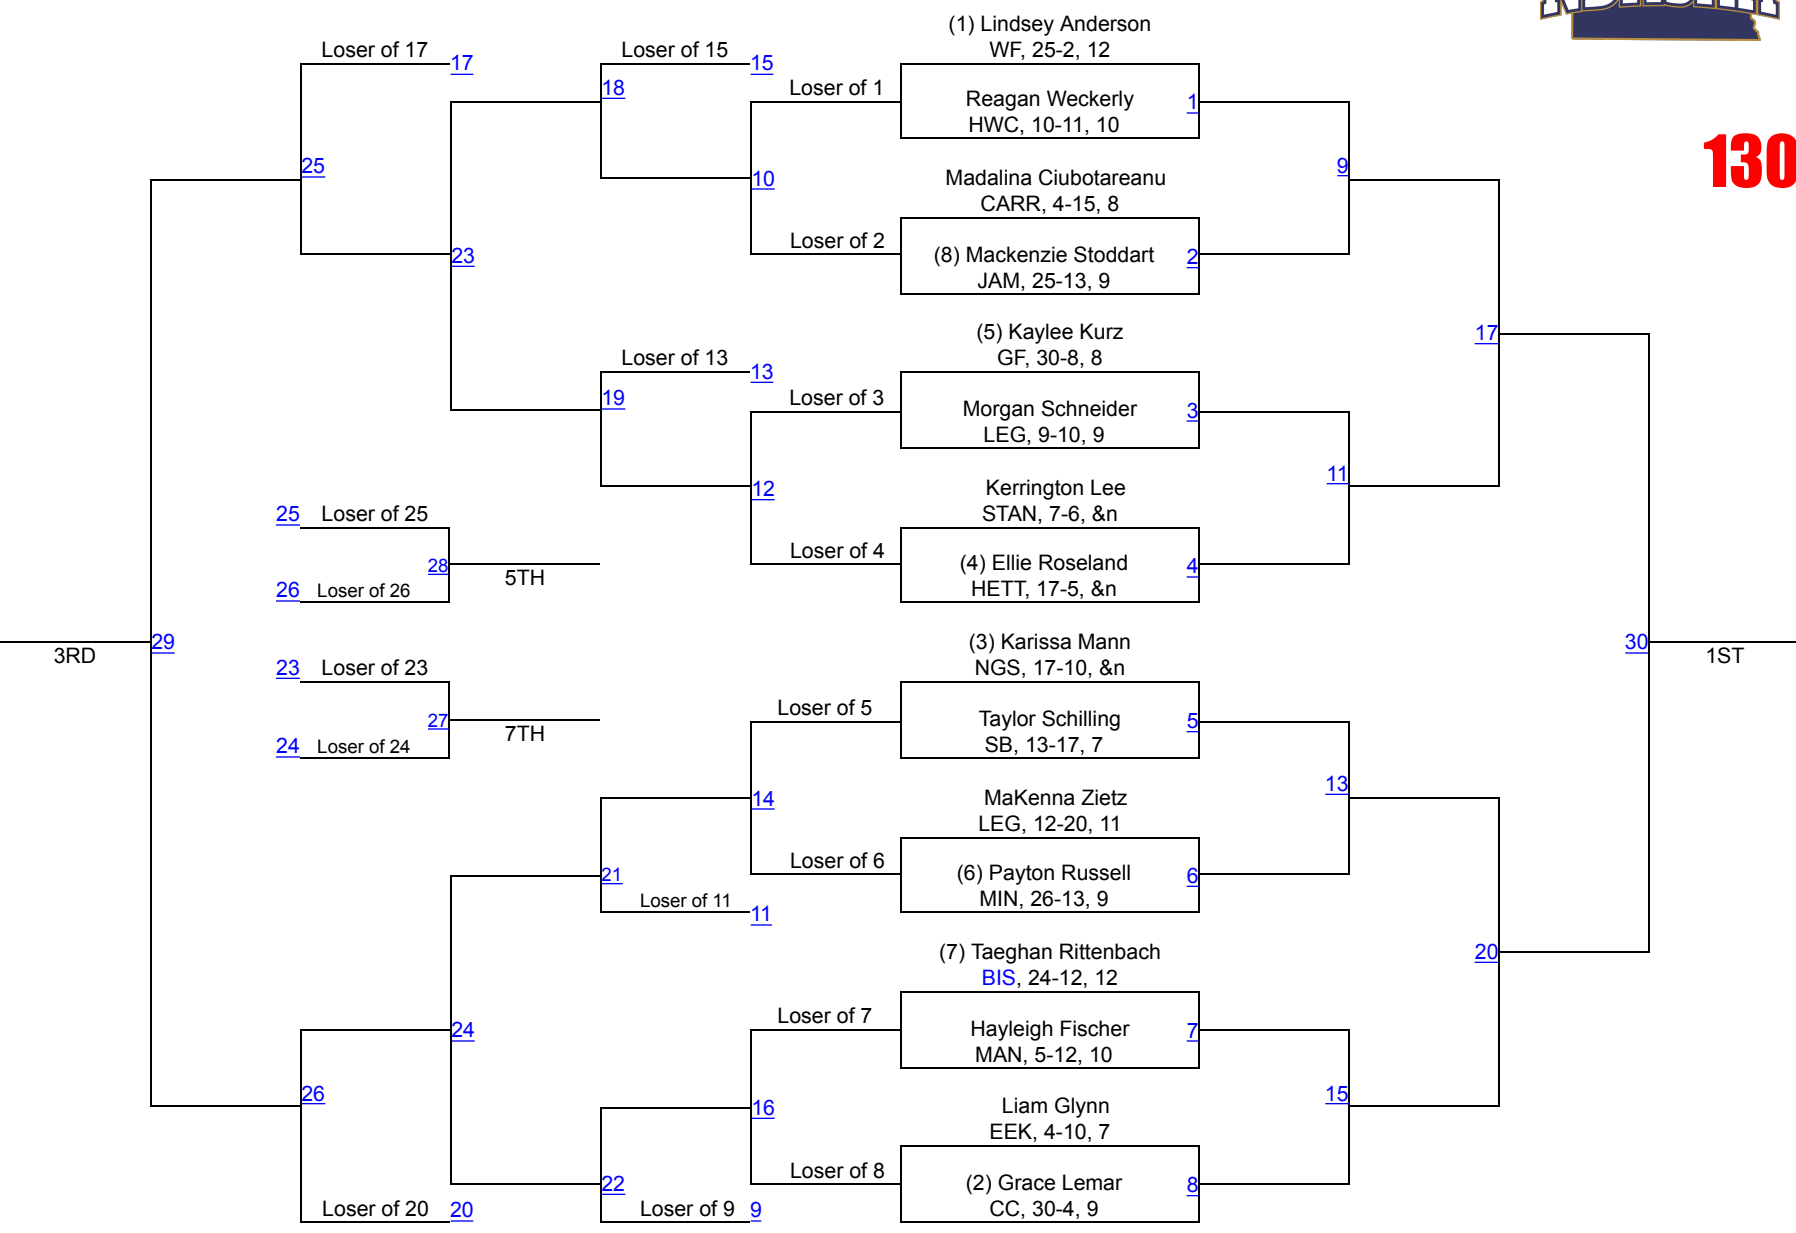 NDHSAA
130
(1) Lindsey Anderson
WF, 25-2, 12
Reagan Weckerly
HWC, 10-11, 10
Madalina Ciubotareanu
CARR, 4-15, 8
(8) Mackenzie Stoddart
JAM, 25-13, 9
(5) Kaylee Kurz
GF, 30-8, 8
Morgan Schneider
LEG, 9-10, 9
Kerrington Lee
STAN, 7-6, &n
(4) Ellie Roseland
HETT, 17-5, &n
(3) Karissa Mann
NGS, 17-10, &n
Taylor Schilling
SB, 13-17, 7
MaKenna Zietz
LEG, 12-20, 11
(6) Payton Russell
MIN, 26-13, 9
(7) Taeghan Rittenbach
BIS, 24-12, 12
Hayleigh Fischer
MAN, 5-12, 10
Liam Glynn
EEK, 4-10, 7
(2) Grace Lemar
CC, 30-4, 9
1
2
3
4
5
6
7
8
9
11
13
15
17
20
30
1ST
Loser of 1
Loser of 2
Loser of 3
Loser of 4
Loser of 5
Loser of 6
Loser of 7
Loser of 8
10
12
14
16
Loser of 15 15
Loser of 13 13
Loser of 11 11
Loser of 9 9
18
19
21
22
23
24
Loser of 17 17
Loser of 20 20
25
26
29
3RD
25 Loser of 25
26 Loser of 26
28
5TH
23 Loser of 23
24 Loser of 24
27
7TH